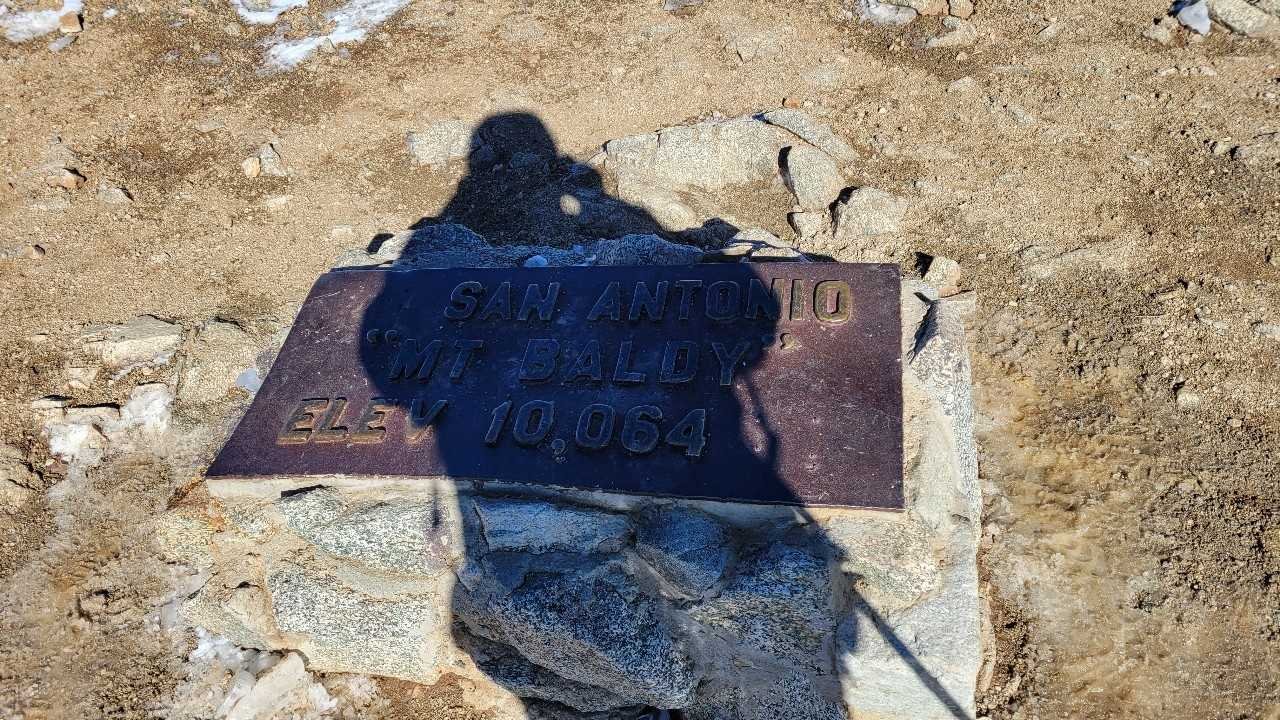 SAN ANTONIO
"MT BALDY"
ELEV 10,064